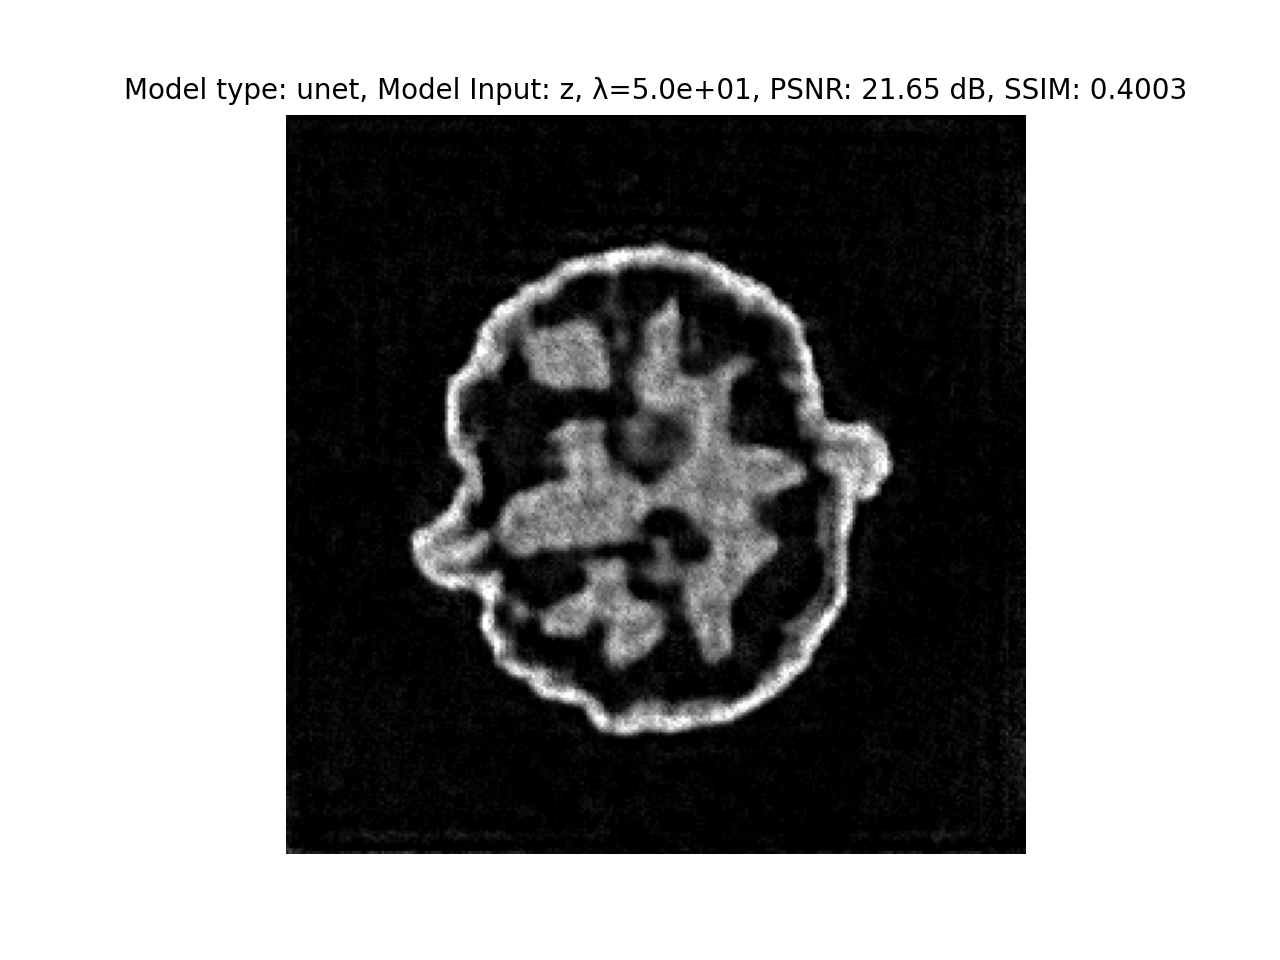 Model type: unet, Model Input: z, λ=5.0e+01, PSNR: 21.65 dB, SSIM: 0.4003